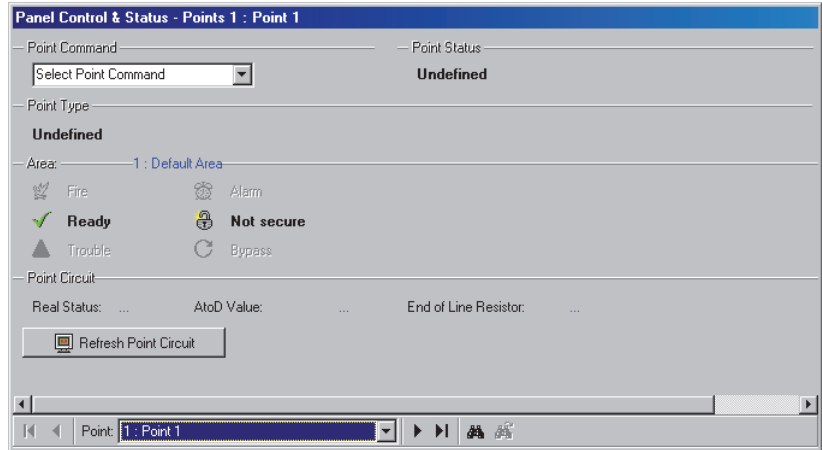 Panel Control & Status - Points 1 : Point 1
Point Command Point Status
Select Point Command Undefined
Point Type
Undefined
Area: 1 : Default Area
Fire Alarm
Ready Not secure
Trouble Bypass
Point Circuit
Real Status: ... AtoD Value: ... End of Line Resistor: ...
Refresh Point Circuit
Point: 1 : Point 1